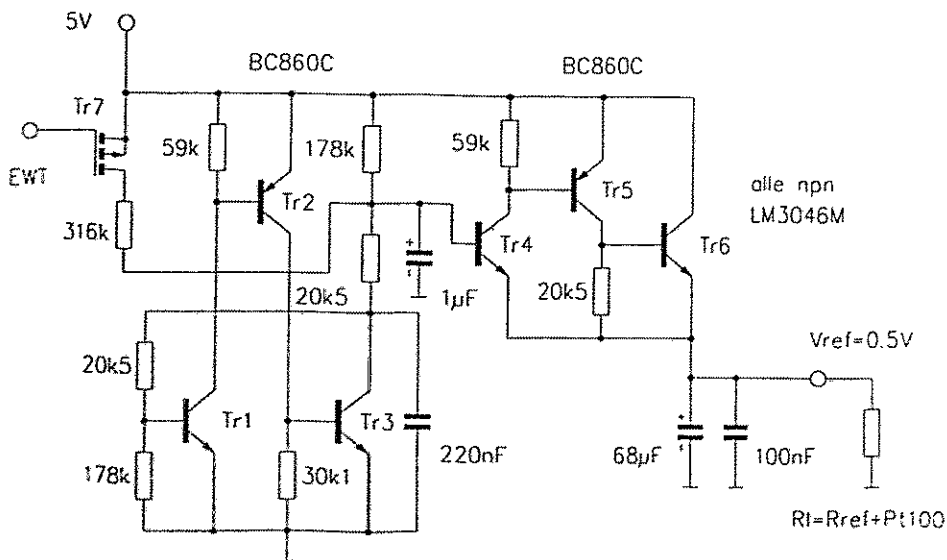 5V
BC860C
BC860C
Tr7
59k
178k
59k
EWT
Tr2
Tr5
alle npn
LM3046M
316k
Tr4
Tr6
+
20k5
1µF
20k5
Vref=0.5V
20k5
Tr1
Tr3
+
178k
30k1
220nF
68µF
100nF
Rt=Rref+Pt100